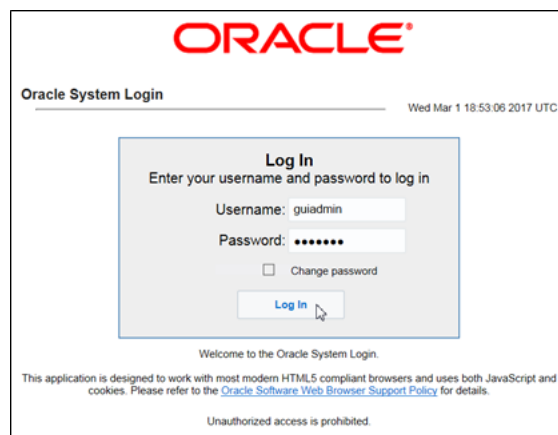 ORACLE®
Oracle System Login
Wed Mar 1 18:53:06 2017 UTC
Log In
Enter your username and password to log in
Username: guiadmin
Password: •••••••
Change password
Log In
Welcome to the Oracle System Login.
This application is designed to work with most modern HTML5 compliant browsers and uses both JavaScript and
cookies. Please refer to the Oracle Software Web Browser Support Policy for details.
Unauthorized access is prohibited.